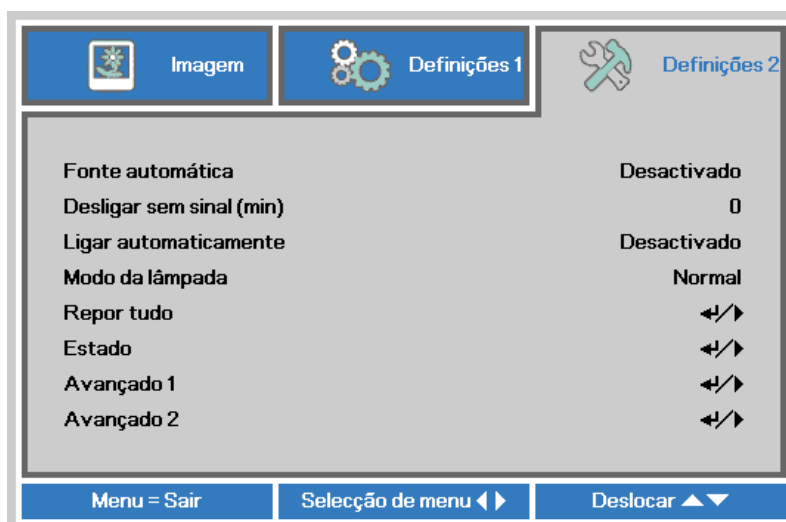 Imagem Definições 1 Definições 2
Fonte automática Desactivado
Desligar sem sinal (min) 0
Ligar automaticamente Desactivado
Modo da lâmpada Normal
Repor tudo ↵/▶
Estado ↵/▶
Avançado 1 ↵/▶
Avançado 2 ↵/▶
Menu = Sair Selecção de menu ◀ ▶ Deslocar ▲▼